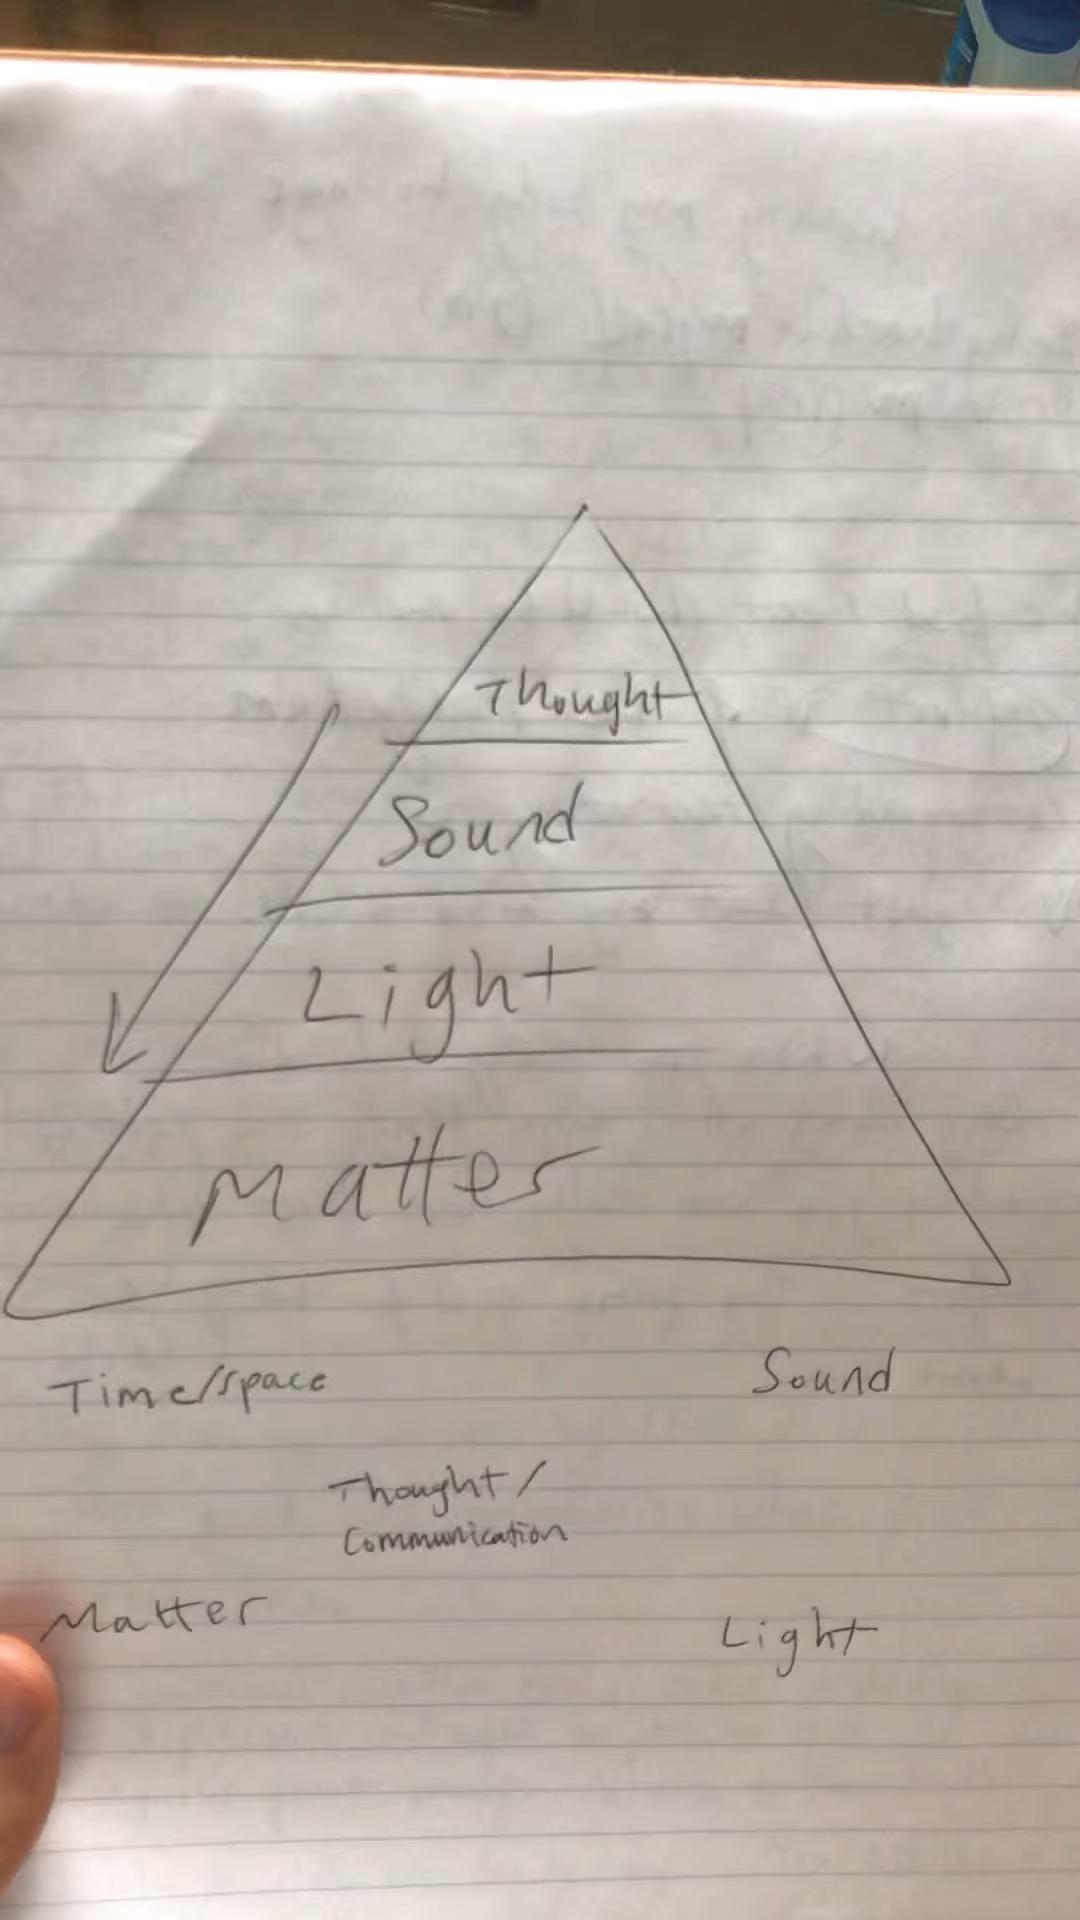 Thought
Sound
Light
Matter
Time/space
Sound
Thought/
Communication
Matter
Light